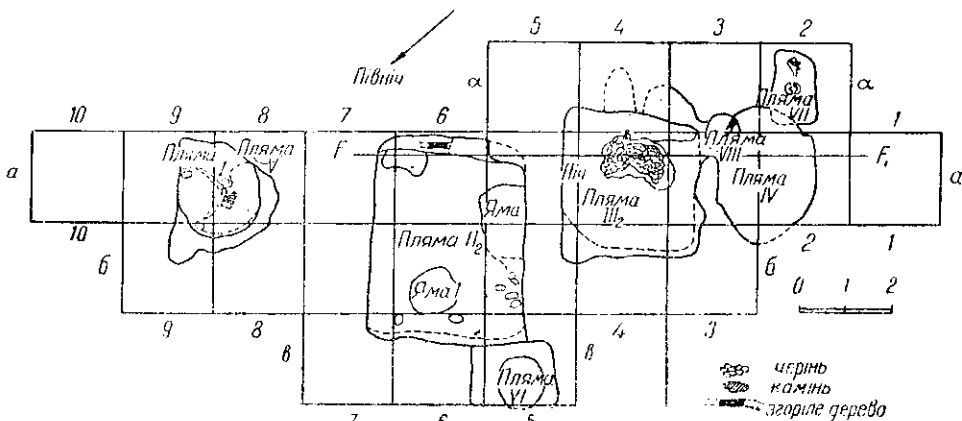 5 4 3 2
Північ
α α
10 9 8 7 6 1
F F₁
Пляма I
Пляма V
Пляма VII
Пляма VIII
Пляма IV
Піч
Пляма III₂
а а
Яма
Пляма II₂
10 2 1
б б
Яма I
0 1 2
9 8 4 3
в в
Пляма VI
черінь
камінь
згоріле дерево
7 6 5